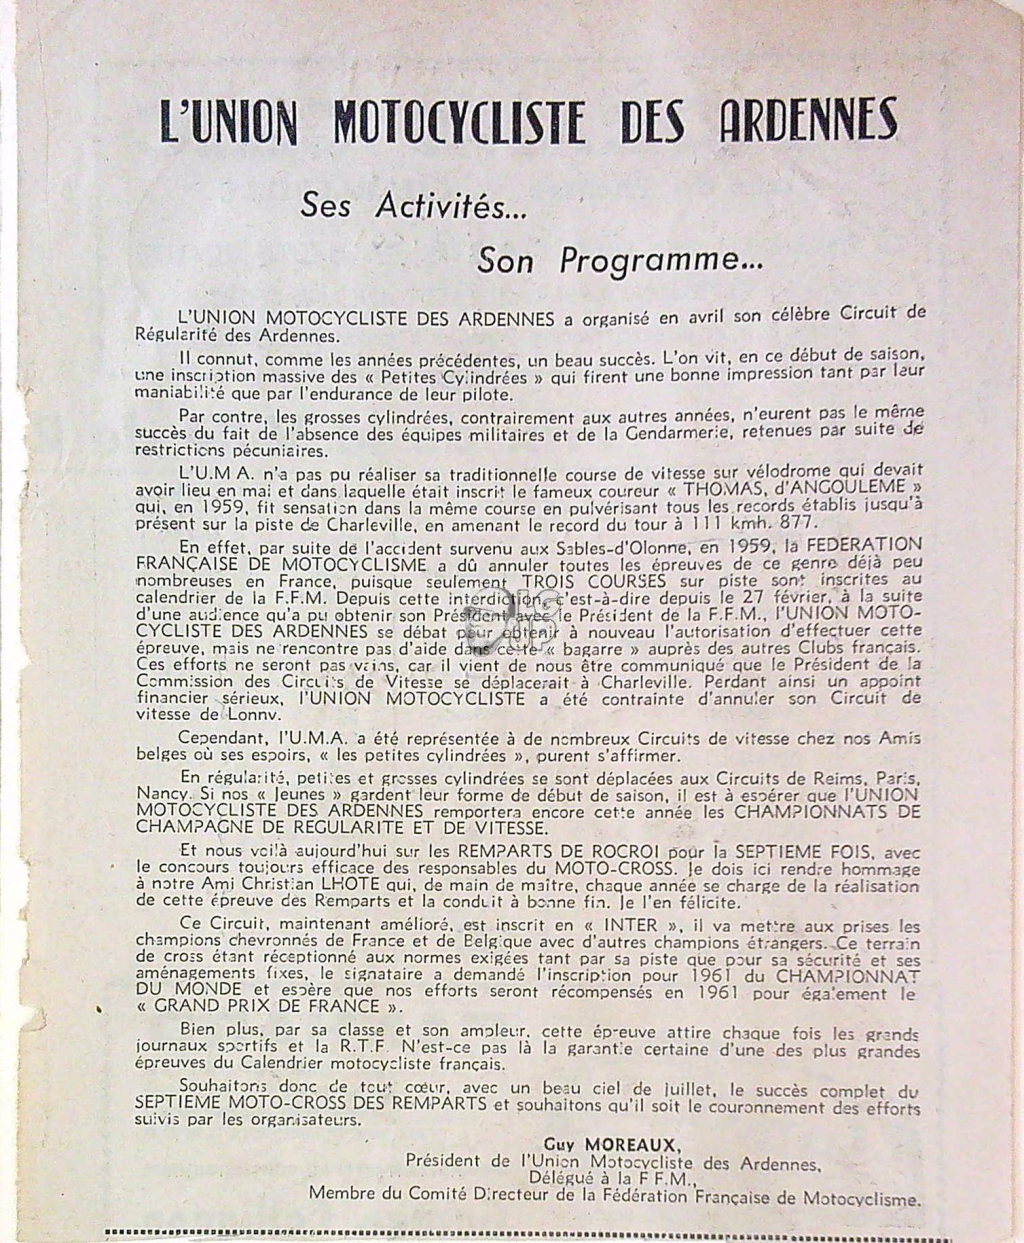 L'UNION MOTOCYCLISTE DES ARDENNES
Ses Activités...
Son Programme...
L'UNION MOTOCYCLISTE DES ARDENNES a organisé en avril son célèbre Circuit de
Régularité des Ardennes.
Il connut, comme les années précédentes, un beau succès. L'on vit, en ce début de saison,
une inscription massive des « Petites Cylindrées » qui firent une bonne impression tant par leur
maniabilité que par l'endurance de leur pilote.
Par contre, les grosses cylindrées, contrairement aux autres années, n'eurent pas le même
succès du fait de l'absence des équipes militaires et de la Gendarmerie, retenues par suite de
restrictions pécuniaires.
L'U.M A. n'a pas pu réaliser sa traditionnelle course de vitesse sur vélodrome qui devait
avoir lieu en mai et dans laquelle était inscrit le fameux coureur « THOMAS, d'ANGOULEME »
qui, en 1959, fit sensation dans la même course en pulvérisant tous les records établis jusqu'à
présent sur la piste de Charleville, en amenant le record du tour à 111 kmh. 877.
En effet, par suite de l'accident survenu aux Sables-d'Olonne, en 1959, la FEDERATION
FRANÇAISE DE MOTOCYCLISME a dû annuler toutes les épreuves de ce genre déjà peu
nombreuses en France, puisque seulement TROIS COURSES sur piste sont inscrites au
calendrier de la F.F.M. Depuis cette interdiction, c'est-à-dire depuis le 27 février, à la suite
d'une audience qu'a pu obtenir son Président avec le Président de la F.F.M., l'UNION MOTO-
CYCLISTE DES ARDENNES se débat pour obtenir à nouveau l'autorisation d'effectuer cette
épreuve, mais ne rencontre pas d'aide dans cette « bagarre » auprès des autres Clubs français.
Ces efforts ne seront pas vains, car il vient de nous être communiqué que le Président de la
Commission des Circuits de Vitesse se déplacerait à Charleville. Perdant ainsi un appoint
financier sérieux, l'UNION MOTOCYCLISTE a été contrainte d'annuler son Circuit de
vitesse de Lonny.
Cependant, l'U.M.A. a été représentée à de nombreux Circuits de vitesse chez nos Amis
belges où ses espoirs, « les petites cylindrées », purent s'affirmer.
En régularité, petites et grosses cylindrées se sont déplacées aux Circuits de Reims, Paris,
Nancy. Si nos « Jeunes » gardent leur forme de début de saison, il est à espérer que l'UNION
MOTOCYCLISTE DES ARDENNES remportera encore cette année les CHAMPIONNATS DE
CHAMPAGNE DE REGULARITE ET DE VITESSE.
Et nous voilà aujourd'hui sur les REMPARTS DE ROCROI pour la SEPTIEME FOIS, avec
le concours toujours efficace des responsables du MOTO-CROSS. Je dois ici rendre hommage
à notre Ami Christian LHOTE qui, de main de maître, chaque année se charge de la réalisation
de cette épreuve des Remparts et la conduit à bonne fin. Je l'en félicite.
Ce Circuit, maintenant amélioré, est inscrit en « INTER », il va mettre aux prises les
champions chevronnés de France et de Belgique avec d'autres champions étrangers. Ce terrain
de cross étant réceptionné aux normes exigées tant par sa piste que pour sa sécurité et ses
aménagements fixes, le signataire a demandé l'inscription pour 1961 du CHAMPIONNAT
DU MONDE et espère que nos efforts seront récompensés en 1961 pour également le
« GRAND PRIX DE FRANCE ».
Bien plus, par sa classe et son ampleur, cette épreuve attire chaque fois les grands
journaux sportifs et la R.T.F. N'est-ce pas là la garantie certaine d'une des plus grandes
épreuves du Calendrier motocycliste français.
Souhaitons donc de tout cœur, avec un beau ciel de juillet, le succès complet du
SEPTIEME MOTO-CROSS DES REMPARTS et souhaitons qu'il soit le couronnement des efforts
suivis par les organisateurs.
Guy MOREAUX,
Président de l'Union Motocycliste des Ardennes,
Délégué à la F F.M.,
Membre du Comité Directeur de la Fédération Française de Motocyclisme.